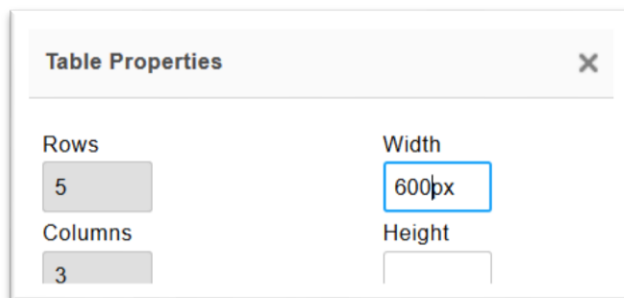 Table Properties
Rows
Width
5
600px
Columns
Height
3